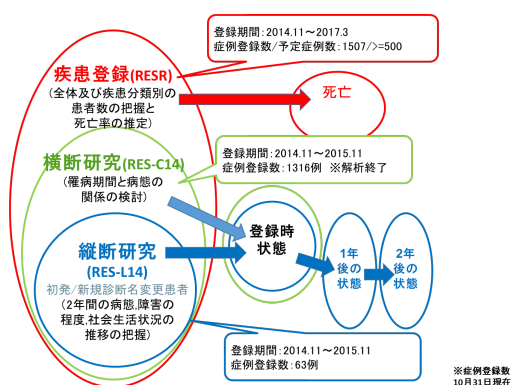 登録期間：2014.11～2017.3
症例登録数/予定症例数：1507/>=500
疾患登録(RESR)
(全体及び疾患分類別の
患者数の把握と
死亡率の推定)
死亡
横断研究(RES-C14)
(罹病期間と病態の
関係の検討)
登録期間：2014.11～2015.11
症例登録数：1316例 ※解析終了
登録時
状態
縦断研究
(RES-L14)
初発/新規診断名変更患者
(2年間の病態,障害の
程度,社会生活状況の
推移の把握)
1年
後の
状態
2年
後の
状態
登録期間：2014.11～2015.11
症例登録数：63例
※症例登録数
10月31日現在